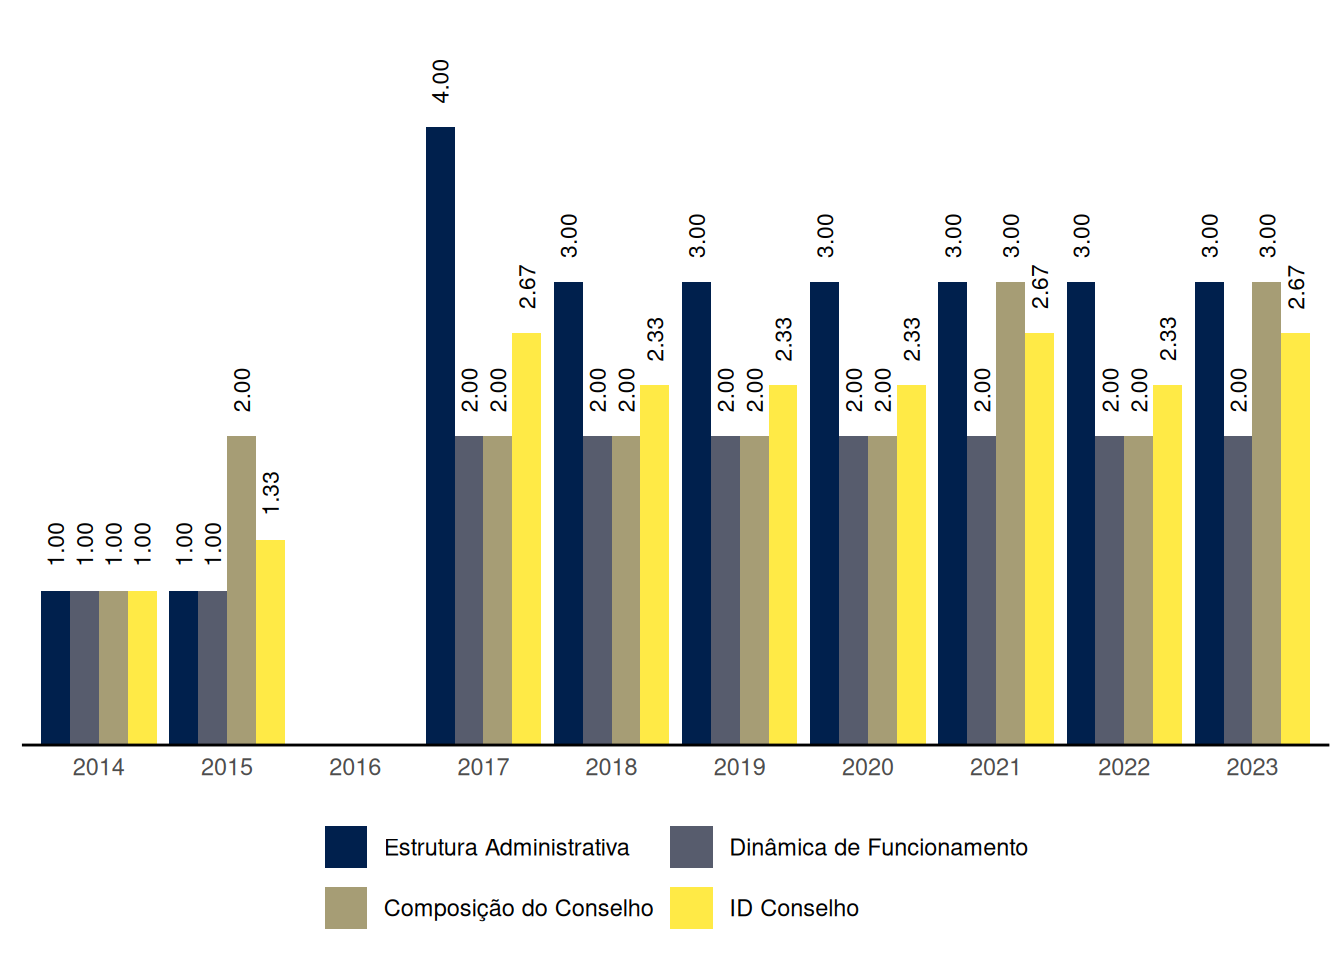 4.00
3.00 3.00 3.00 3.00 3.00 3.00 3.00 3.00
2.67 2.67 2.67
2.33 2.33 2.33 2.33
2.00 2.00 2.00 2.00 2.00 2.00 2.00 2.00 2.00 2.00 2.00 2.00 2.00
1.33
1.00 1.00 1.00 1.00 1.00 1.00
2014 2015 2016 2017 2018 2019 2020 2021 2022 2023
Estrutura Administrativa Dinâmica de Funcionamento
Composição do Conselho ID Conselho